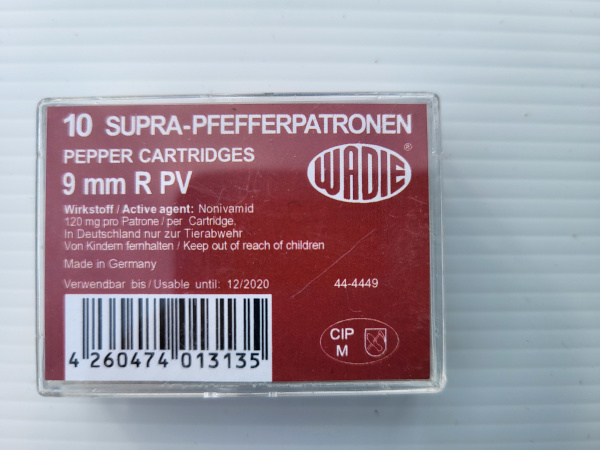 10 SUPRA-PFEFFERPATRONEN
PEPPER CARTRIDGES
9 mm R PV
WADIE®
Wirkstoff / Active agent: Nonivamid
120 mg pro Patrone / per Cartridge.
In Deutschland nur zur Tierabwehr
Von Kindern fernhalten / Keep out of reach of children
Made in Germany
Verwendbar bis / Usable until: 12/2020
44-4449
4 260474 013135
CIP
M